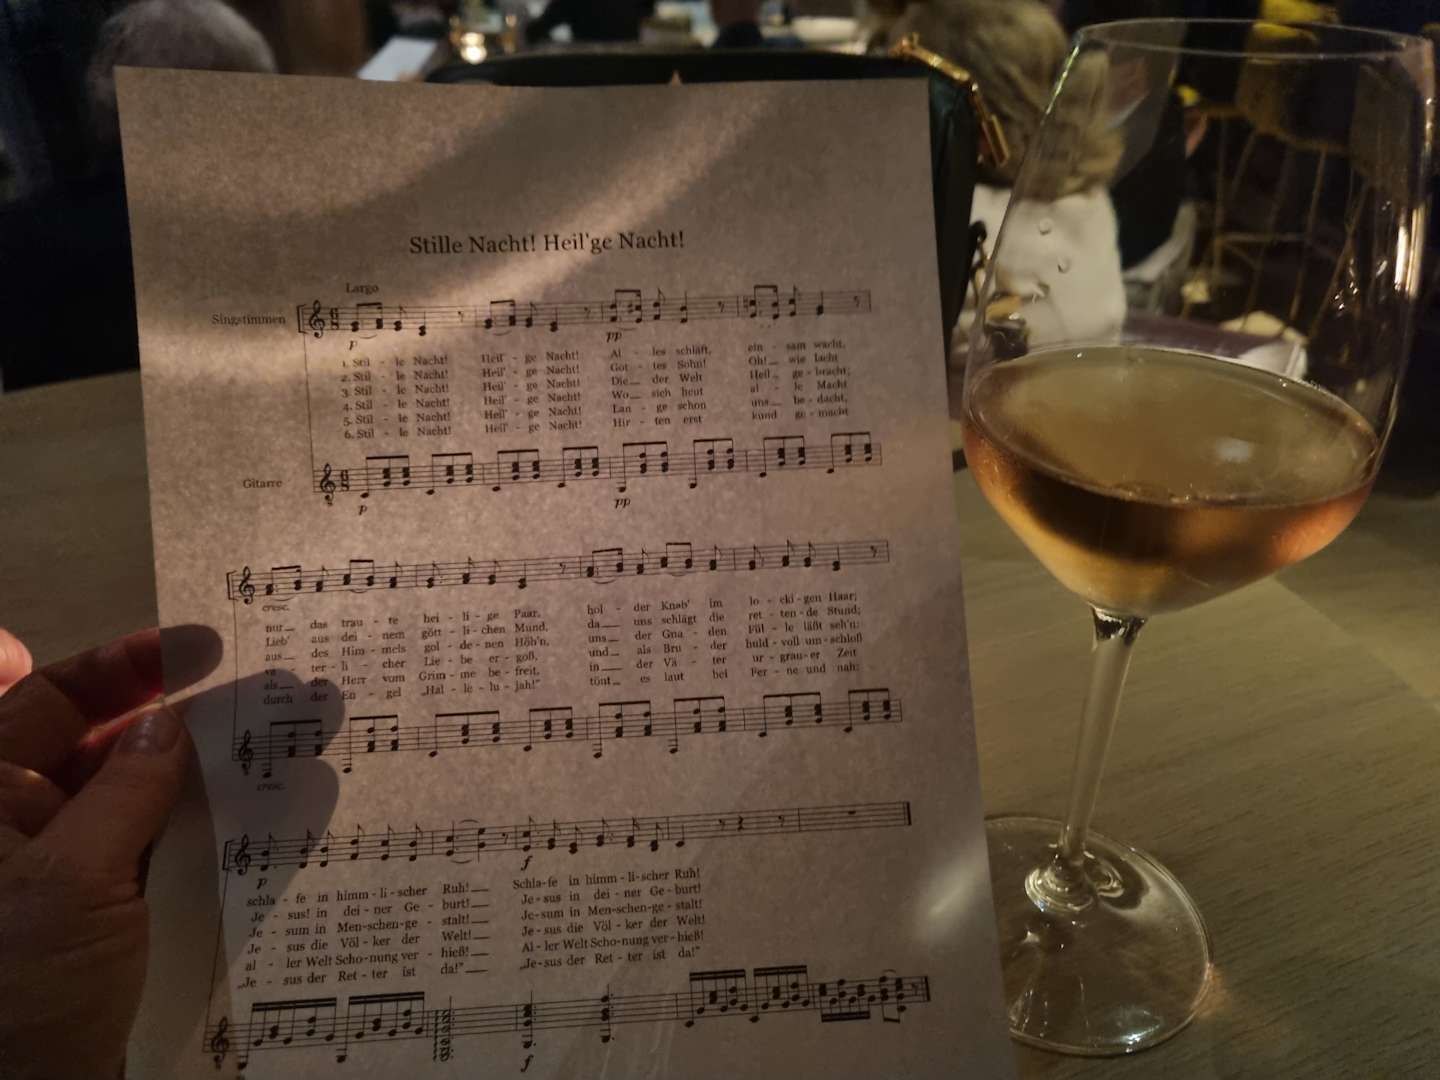 Stille Nacht! Heil'ge Nacht!
Largo
Singstimmen
p
pp
1. Stil - le Nacht! Heil' - ge Nacht! Al - les schläft, ein - sam wacht,
2. Stil - le Nacht! Heil' - ge Nacht! Got - tes Sohn! Oh! wie lacht
3. Stil - le Nacht! Heil' - ge Nacht! Die der Welt Heil ge - bracht;
4. Stil - le Nacht! Heil' - ge Nacht! Wo sich heut al - le Macht
5. Stil - le Nacht! Heil' - ge Nacht! Lan - ge schon uns be - dacht,
6. Stil - le Nacht! Heil' - ge Nacht! Hir - ten erst kund ge - macht
Gitarre
p
pp
cresc.
nur das trau - te hei - li - ge Paar, hol - der Knab' im lo - cki - gen Haar;
Lieb' aus dei - nem gött - li - chen Mund, da uns schlägt die ret - ten - de Stund;
aus des Him - mels gol - de - nen Höh'n, uns der Gna - den Fül - le läßt seh'n:
va - ter - li - cher Lie - be er - goß, und als Bru - der huld - voll um - schloß
als der Herr vom Grim - me be - freit, in der Vä - ter ur - grau - er Zeit
durch der En - gel „Hal - le - lu - jah!" tönt es laut bei Fer - ne und nah:
cresc.
p
f
schla - fe in himm - li - scher Ruh! Schla-fe in himm - li-scher Ruh!
Je - sus! in dei - ner Ge - burt! Je-sus in dei - ner Ge-burt!
Je - sum in Men-schen-ge - stalt! Je-sum in Men-schen-ge-stalt!
Je - sus die Völ - ker der Welt! Je-sus die Völ - ker der Welt!
al - ler Welt Scho-nung ver - hieß! Al-ler Welt Scho-nung ver-hieß!
„Je - sus der Ret - ter ist da!" „Je-sus der Ret - ter ist da!"
f